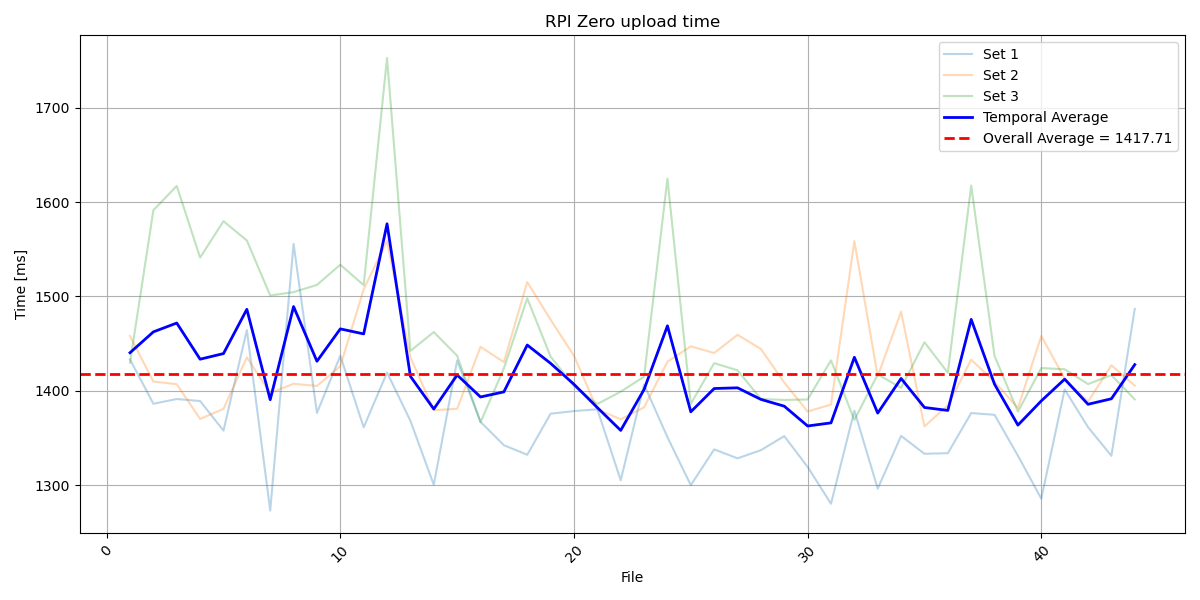 RPI Zero upload time
Set 1
Set 2
Set 3
Temporal Average
Overall Average = 1417.71
1700
1600
1500
1400
1300
Time [ms]
0
10
20
30
40
File